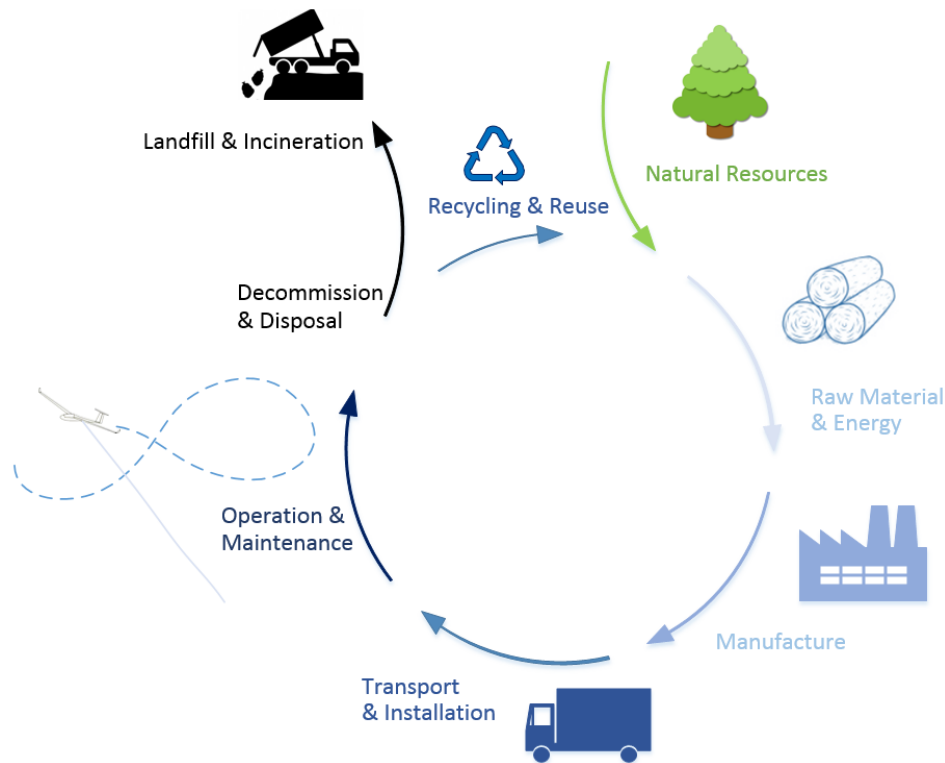 Landfill & Incineration
Recycling & Reuse
Natural Resources
Decommission
& Disposal
Raw Material
& Energy
Operation &
Maintenance
Manufacture
Transport
& Installation